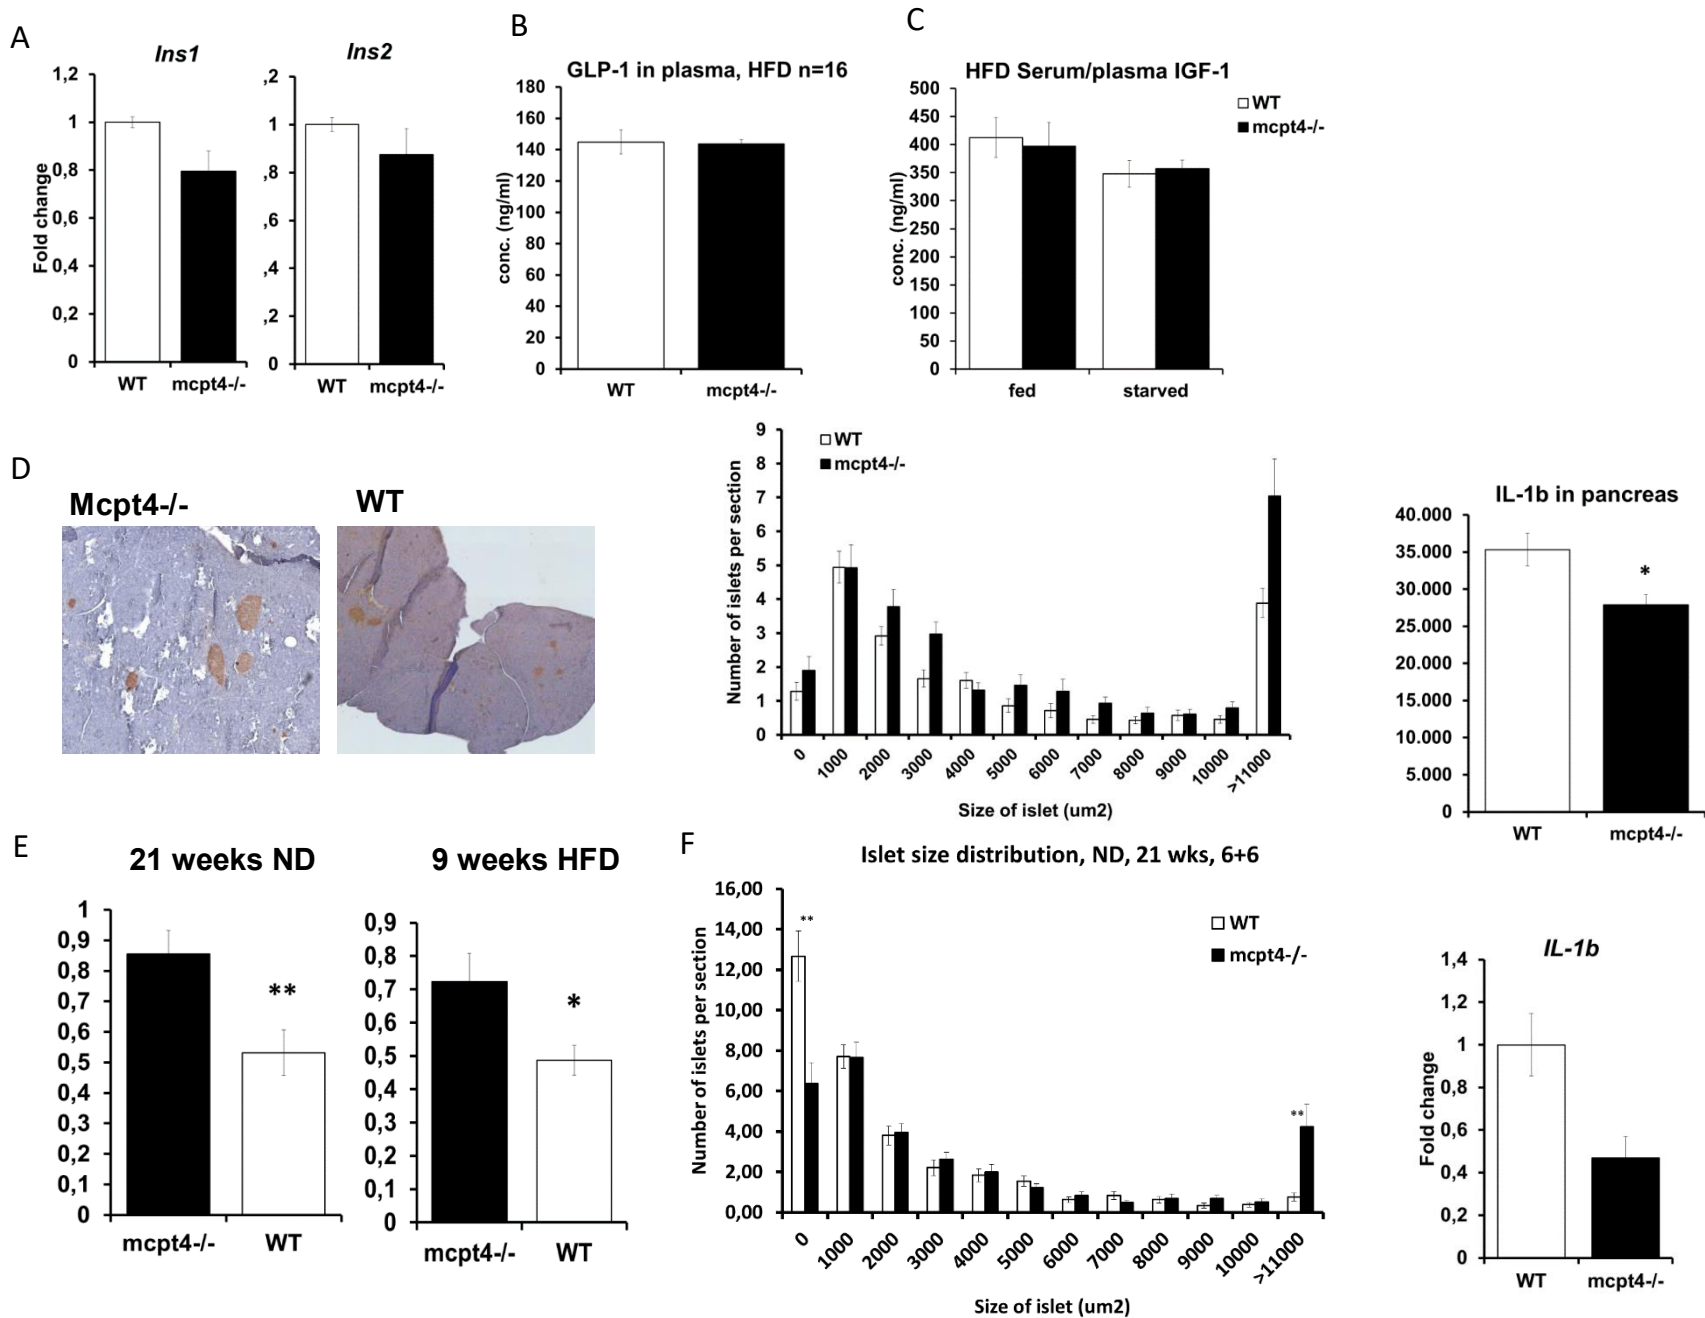 A
Ins1
1,2
1
0,8
0,6
0,4
0,2
0
Fold change
WT
mcpt4-/-
Ins2
,2
1
,8
,6
,4
,2
0
WT
mcpt4-/-
B
GLP-1 in plasma, HFD n=16
180
160
140
120
100
80
60
40
20
0
conc. (ng/ml)
WT
mcpt4-/-
C
HFD Serum/plasma IGF-1
500
450
400
350
300
250
200
150
100
50
0
conc. (ng/ml)
fed
starved
WT
mcpt4-/-
D
Mcpt4-/-
WT
9
8
7
6
5
4
3
2
1
0
Number of islets per section
WT
mcpt4-/-
0
1000
2000
3000
4000
5000
6000
7000
8000
9000
10000
>11000
Size of islet (um2)
IL-1b in pancreas
40.000
35.000
30.000
25.000
20.000
15.000
10.000
5.000
0
*
WT
mcpt4-/-
E
21 weeks ND
1
0,9
0,8
0,7
0,6
0,5
0,4
0,3
0,2
0,1
0
**
mcpt4-/-
WT
9 weeks HFD
0,9
0,8
0,7
0,6
0,5
0,4
0,3
0,2
0,1
0
*
mcpt4-/-
WT
F
Islet size distribution, ND, 21 wks, 6+6
16,00
14,00
12,00
10,00
8,00
6,00
4,00
2,00
0,00
Number of islets per section
**
**
WT
mcpt4-/-
0
1000
2000
3000
4000
5000
6000
7000
8000
9000
10000
>11000
Size of islet (um2)
IL-1b
1,4
1,2
1
0,8
0,6
0,4
0,2
0
Fold change
WT
mcpt4-/-